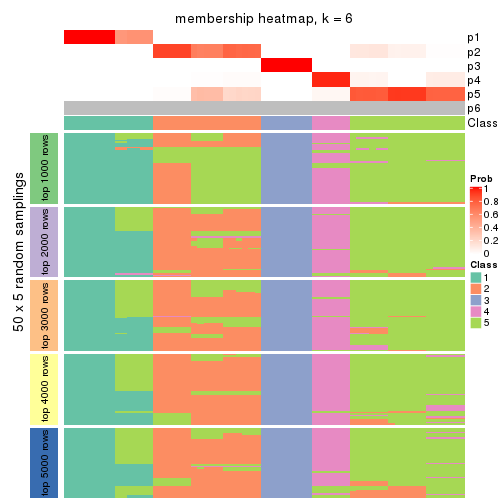 membership heatmap, k = 6
p1
p2
p3
p4
p5
p6
Class
50 x 5 random samplings
top 1000 rows
top 2000 rows
top 3000 rows
top 4000 rows
top 5000 rows
Prob
1
0.8
0.6
0.4
0.2
0
Class
1
2
3
4
5